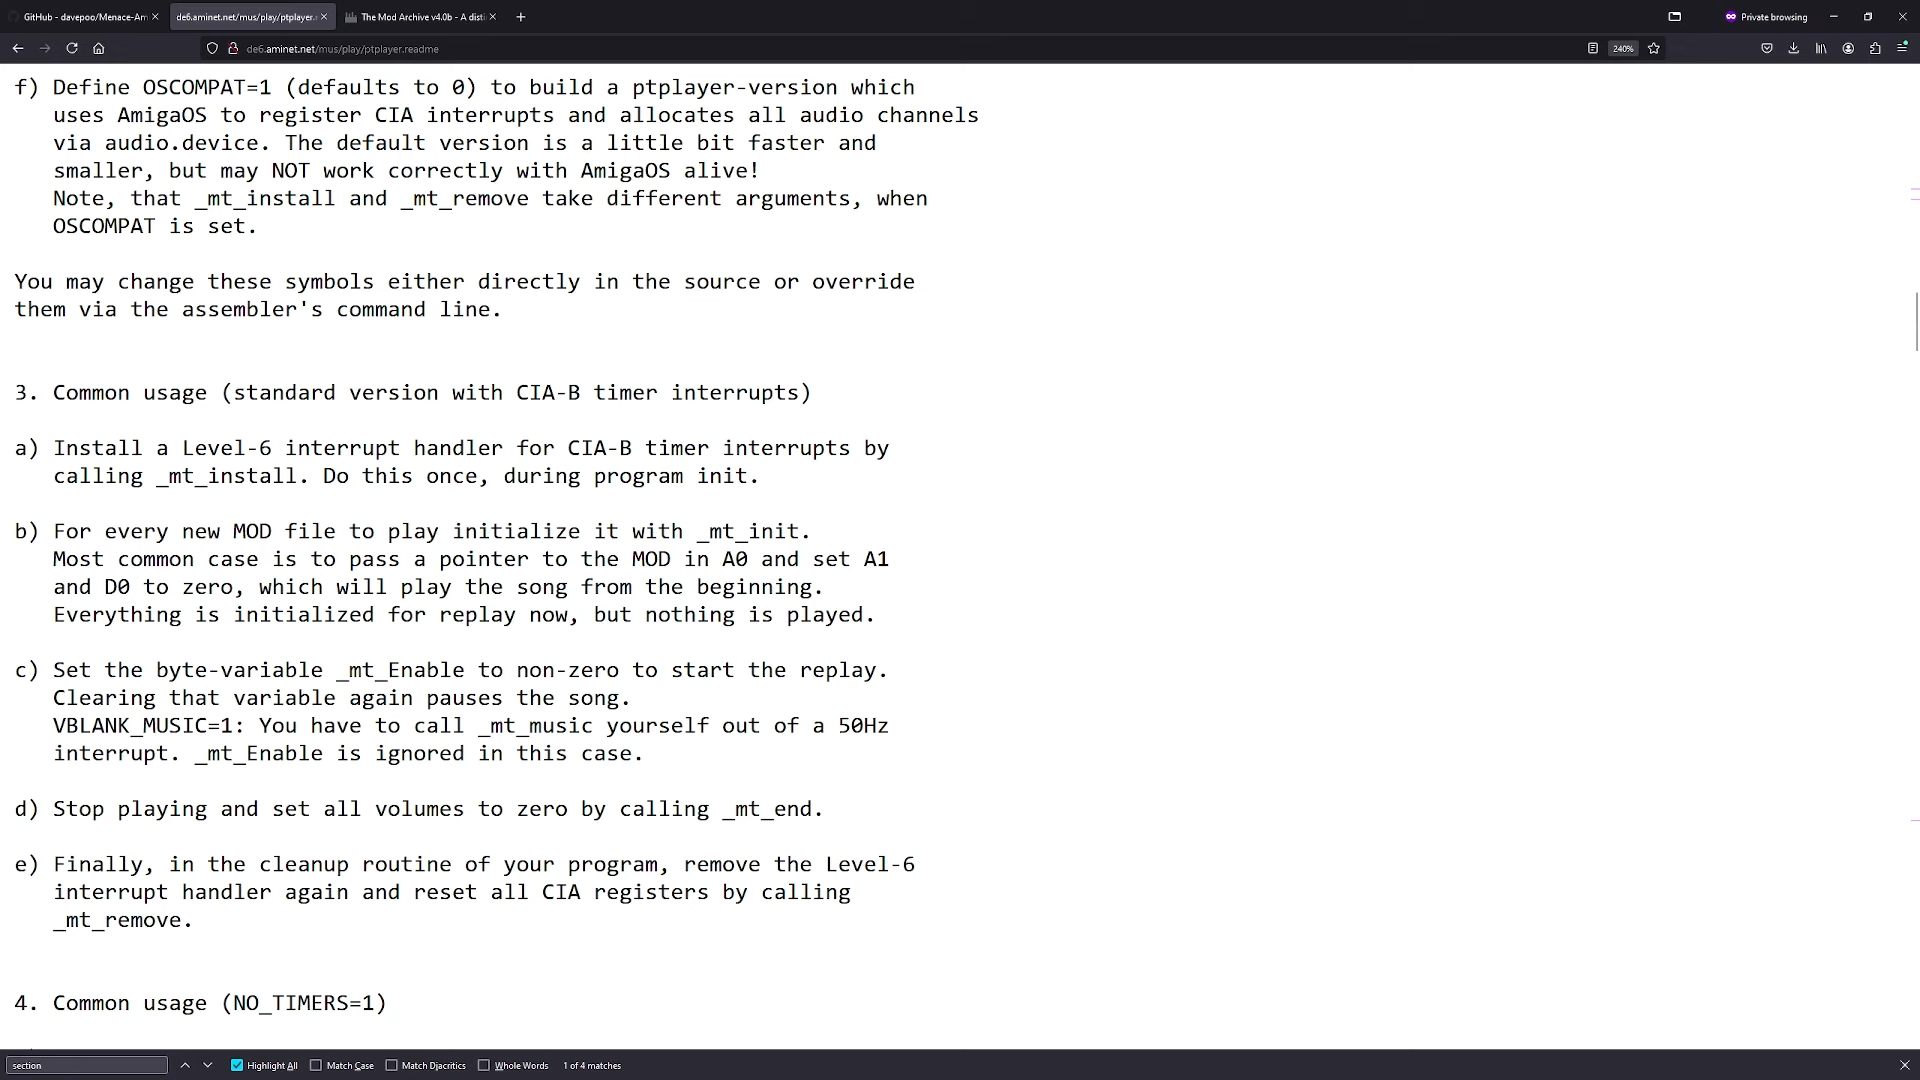 GitHub - davepoo/Menace-Am
de6.aminet.net/mus/play/ptplayer.r
The Mod Archive v4.0b - A disti
Private browsing
de6.aminet.net/mus/play/ptplayer.readme
240%
f) Define OSCOMPAT=1 (defaults to 0) to build a ptplayer-version which
uses AmigaOS to register CIA interrupts and allocates all audio channels
via audio.device. The default version is a little bit faster and
smaller, but may NOT work correctly with AmigaOS alive!
Note, that _mt_install and _mt_remove take different arguments, when
OSCOMPAT is set.
You may change these symbols either directly in the source or override
them via the assembler's command line.
3. Common usage (standard version with CIA-B timer interrupts)
a) Install a Level-6 interrupt handler for CIA-B timer interrupts by
calling _mt_install. Do this once, during program init.
b) For every new MOD file to play initialize it with _mt_init.
Most common case is to pass a pointer to the MOD in A0 and set A1
and D0 to zero, which will play the song from the beginning.
Everything is initialized for replay now, but nothing is played.
c) Set the byte-variable _mt_Enable to non-zero to start the replay.
Clearing that variable again pauses the song.
VBLANK_MUSIC=1: You have to call _mt_music yourself out of a 50Hz
interrupt. _mt_Enable is ignored in this case.
d) Stop playing and set all volumes to zero by calling _mt_end.
e) Finally, in the cleanup routine of your program, remove the Level-6
interrupt handler again and reset all CIA registers by calling
_mt_remove.
4. Common usage (NO_TIMERS=1)
section
Highlight All
Match Case
Match Diacritics
Whole Words
1 of 4 matches